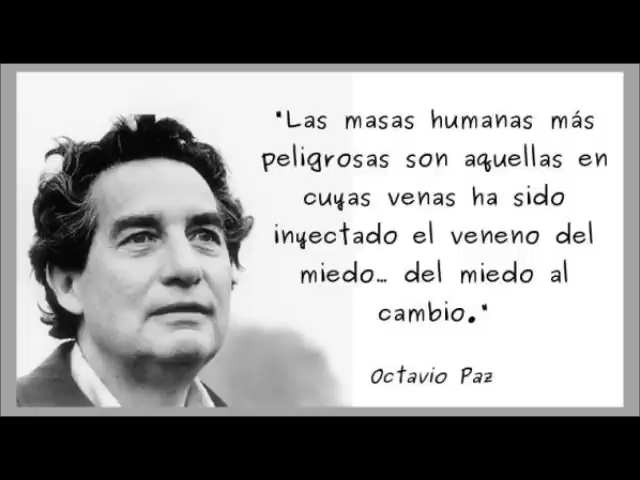 "Las masas humanas más
peligrosas son aquellas en
cuyas venas ha sido
inyectado el veneno del
miedo... del miedo al
cambio."
Octavio Paz